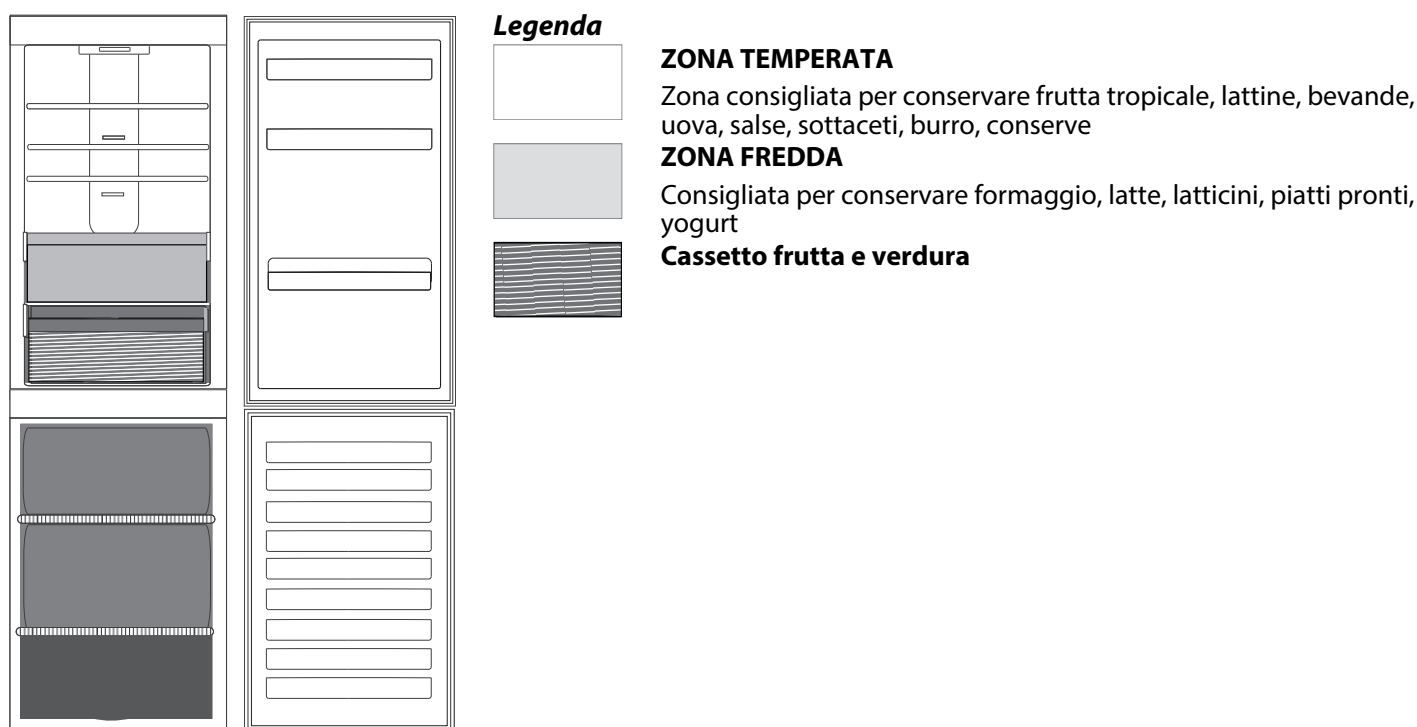 Legenda
ZONA TEMPERATA
Zona consigliata per conservare frutta tropicale, lattine, bevande,
uova, salse, sottaceti, burro, conserve
ZONA FREDDA
Consigliata per conservare formaggio, latte, latticini, piatti pronti,
yogurt
Cassetto frutta e verdura